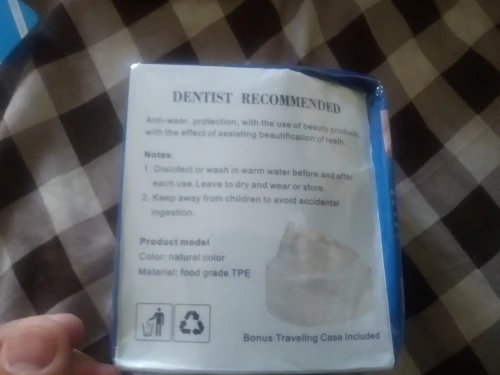 DENTIST RECOMMENDED
Anti-wear, protection, with the use of beauty products,
with the effect of assisting beautification of teeth.
Notes:
1. Disinfect or wash in warm water before and after
each use.Leave to dry and wear or store.
2. Keep away from children to avoid accidental
ingestion.
Product model
Color: natural color
Material: food grade TPE
Bonus Traveling Case Included